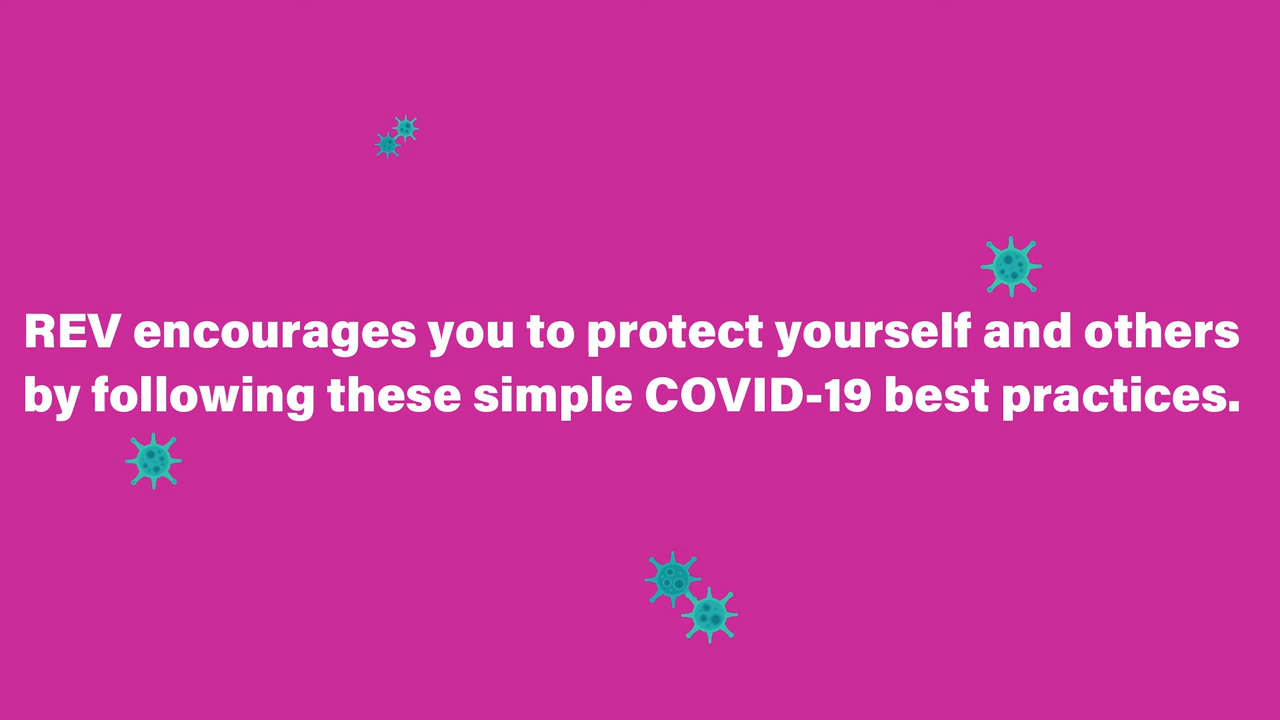 REV encourages you to protect yourself and others
by following these simple COVID-19 best practices.